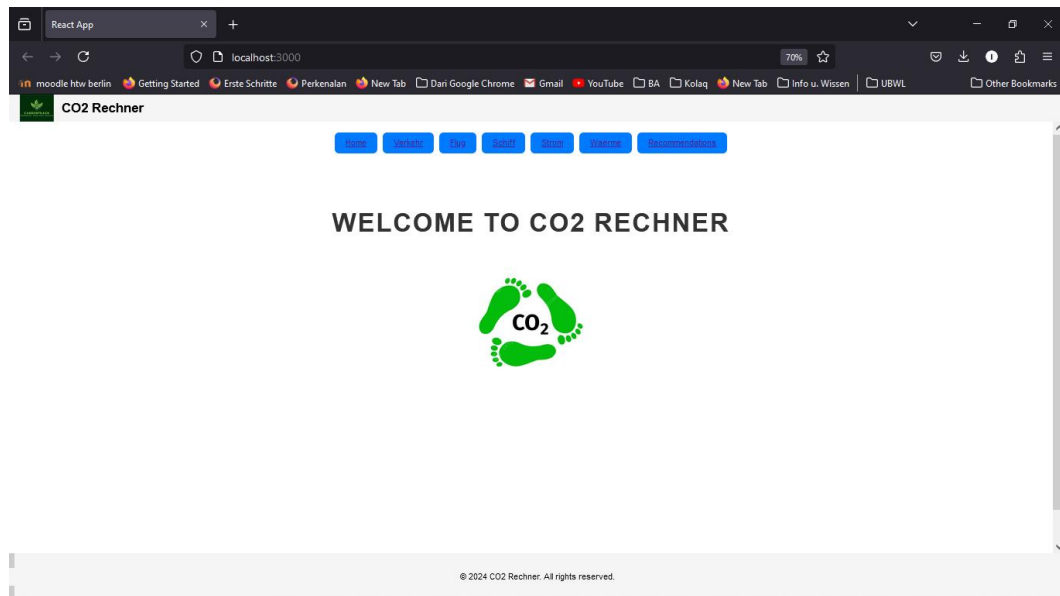 React App
localhost:3000
70%
moodle htw berlin Getting Started Erste Schritte Perkenalan New Tab Dari Google Chrome Gmail YouTube BA Kolaq New Tab Info u. Wissen UBWL Other Bookmarks
CO2 Rechner
Home Verkehr Flug Schiff Strom Waerme Recommendations
WELCOME TO CO2 RECHNER
CO₂
© 2024 CO2 Rechner. All rights reserved.